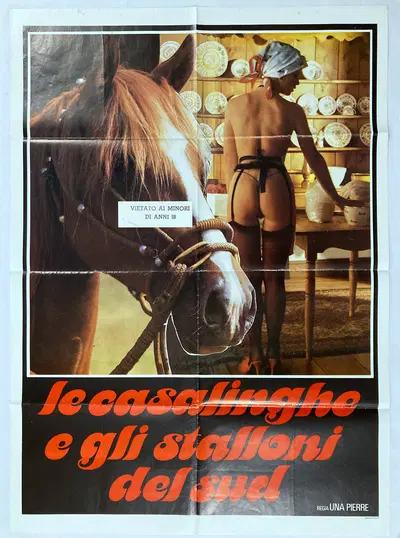 VIETATO AI MINORI
DI ANNI 18
le casalinghe
e gli stalloni
del sud
REGIA UNA PIERRE